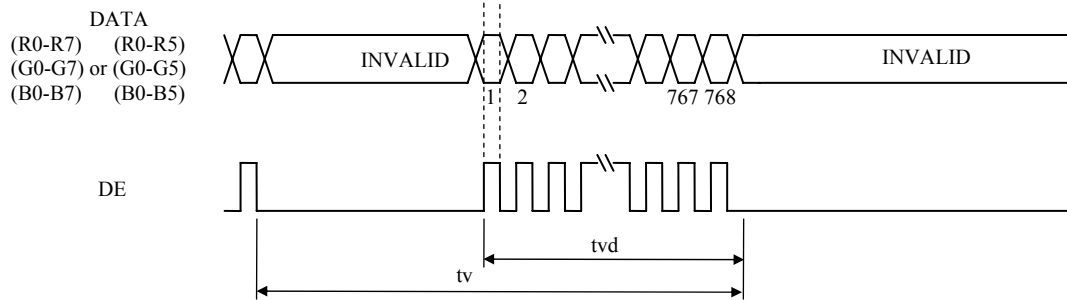 DATA
(R0-R7) (R0-R5)
(G0-G7) or (G0-G5)
(B0-B7) (B0-B5)
INVALID
INVALID
1 2 767 768
DE
tvd
tv